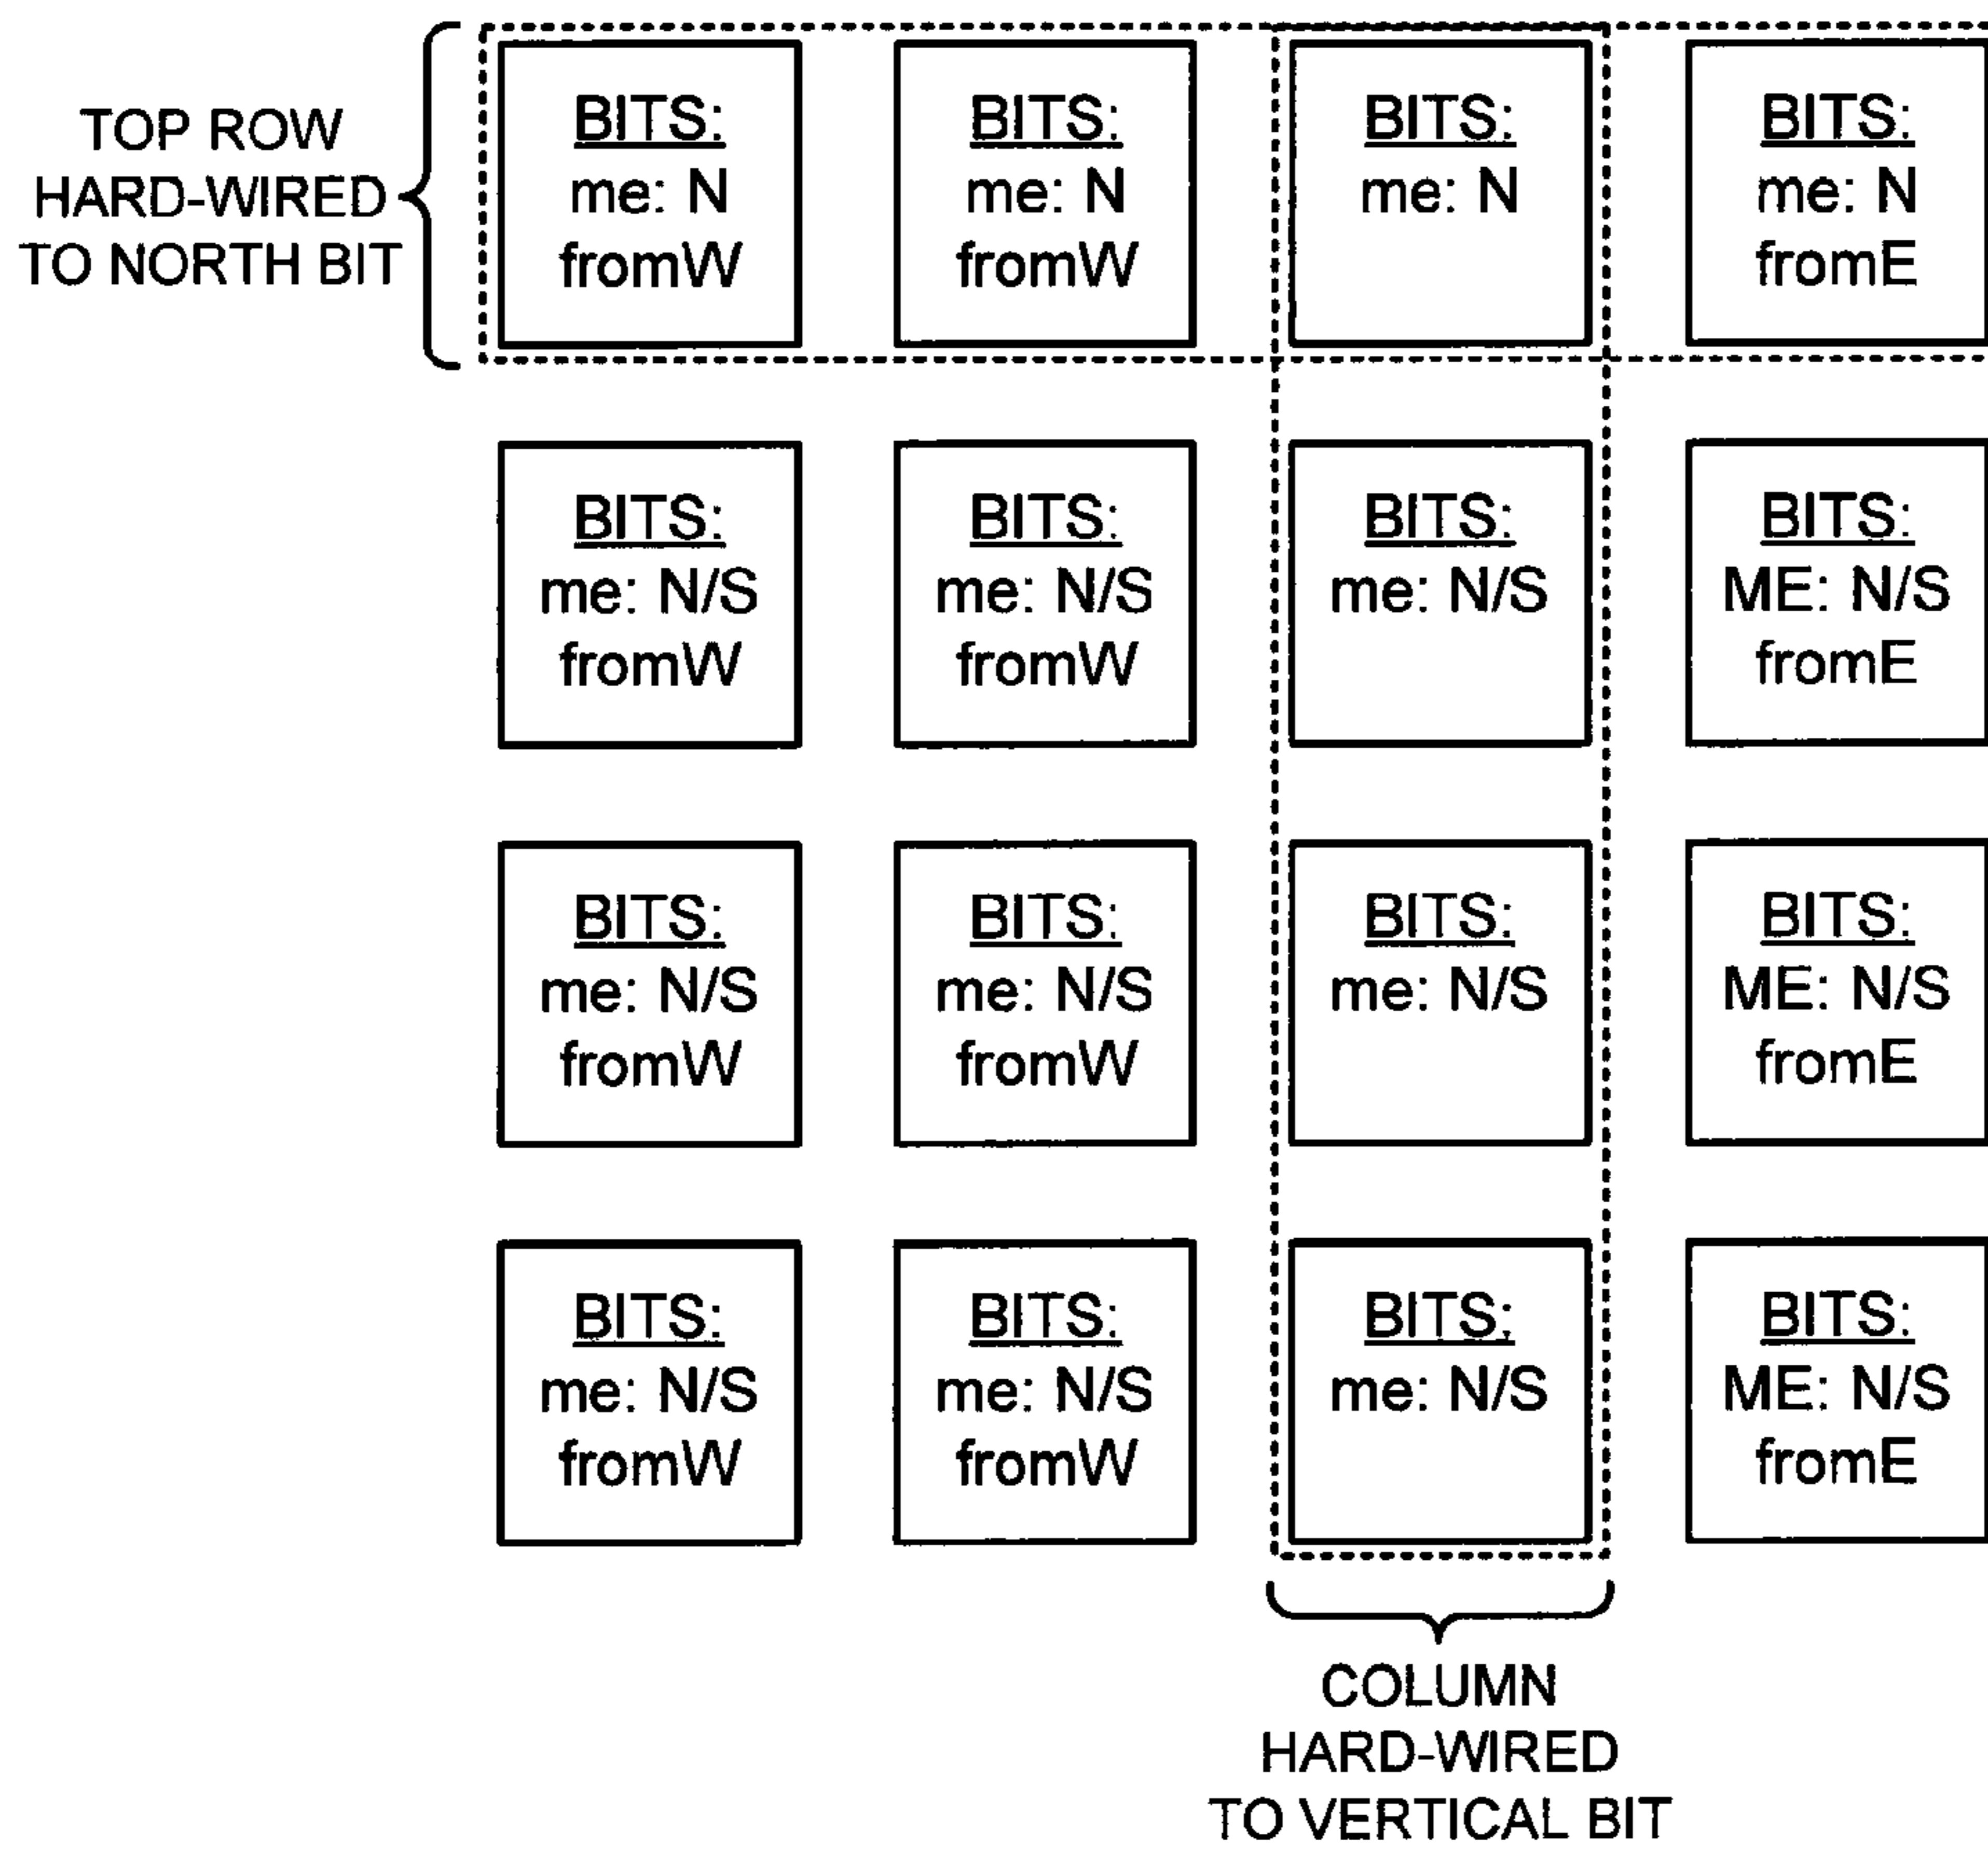 TOP ROW
HARD-WIRED
TO NORTH BIT
BITS:
me: N
fromW
BITS:
me: N
fromW
BITS:
me: N
BITS:
me: N
fromE
BITS:
me: N/S
fromW
BITS:
me: N/S
fromW
BITS:
me: N/S
BITS:
ME: N/S
fromE
BITS:
me: N/S
fromW
BITS:
me: N/S
fromW
BITS:
me: N/S
BITS:
ME: N/S
fromE
BITS:
me: N/S
fromW
BITS:
me: N/S
fromW
BITS:
me: N/S
BITS:
ME: N/S
fromE
COLUMN
HARD-WIRED
TO VERTICAL BIT